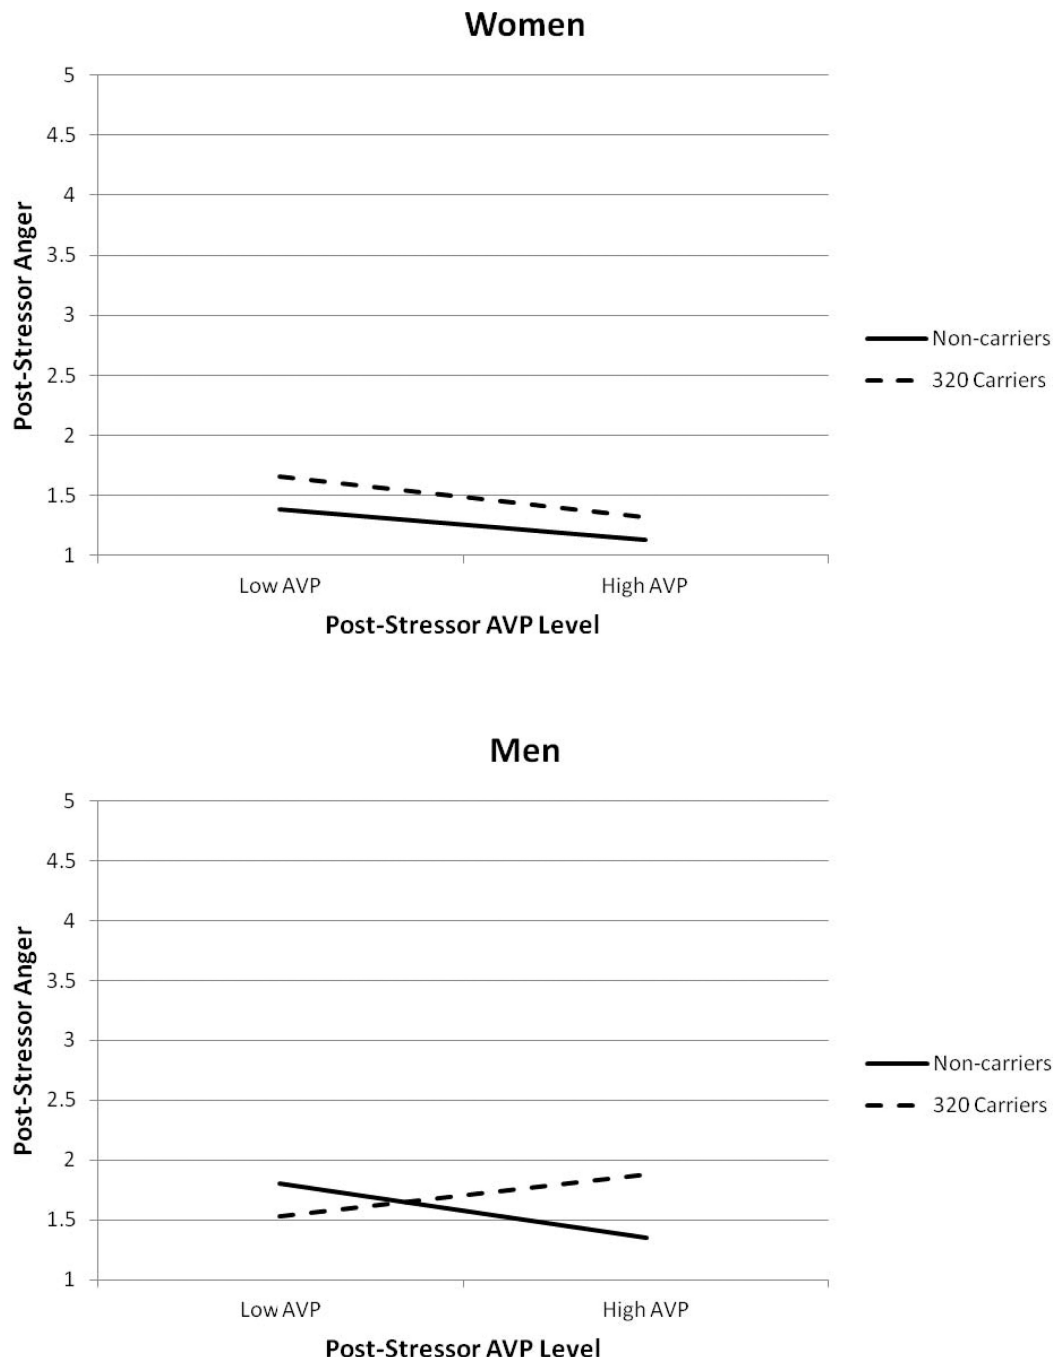 Women
5
4.5
4
3.5
3
2.5
2
1.5
1
Post-Stressor Anger
Low AVP
High AVP
Post-Stressor AVP Level
Non-carriers
320 Carriers
Men
5
4.5
4
3.5
3
2.5
2
1.5
1
Post-Stressor Anger
Low AVP
High AVP
Post-Stressor AVP Level
Non-carriers
320 Carriers